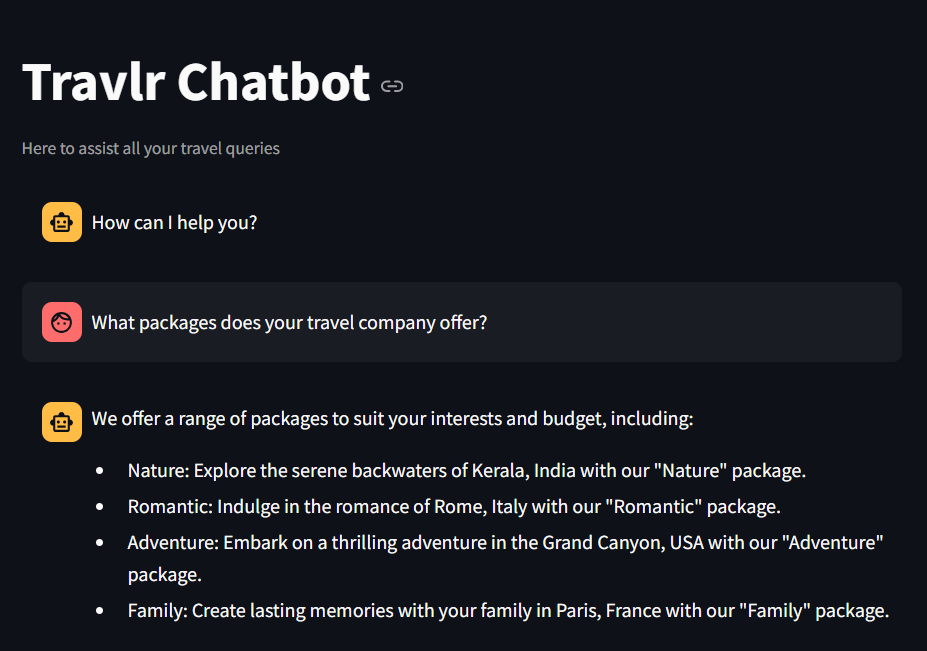 Travlr Chatbot
Here to assist all your travel queries
How can I help you?
What packages does your travel company offer?
We offer a range of packages to suit your interests and budget, including:
• Nature: Explore the serene backwaters of Kerala, India with our "Nature" package.
• Romantic: Indulge in the romance of Rome, Italy with our "Romantic" package.
• Adventure: Embark on a thrilling adventure in the Grand Canyon, USA with our "Adventure"
package.
• Family: Create lasting memories with your family in Paris, France with our "Family" package.